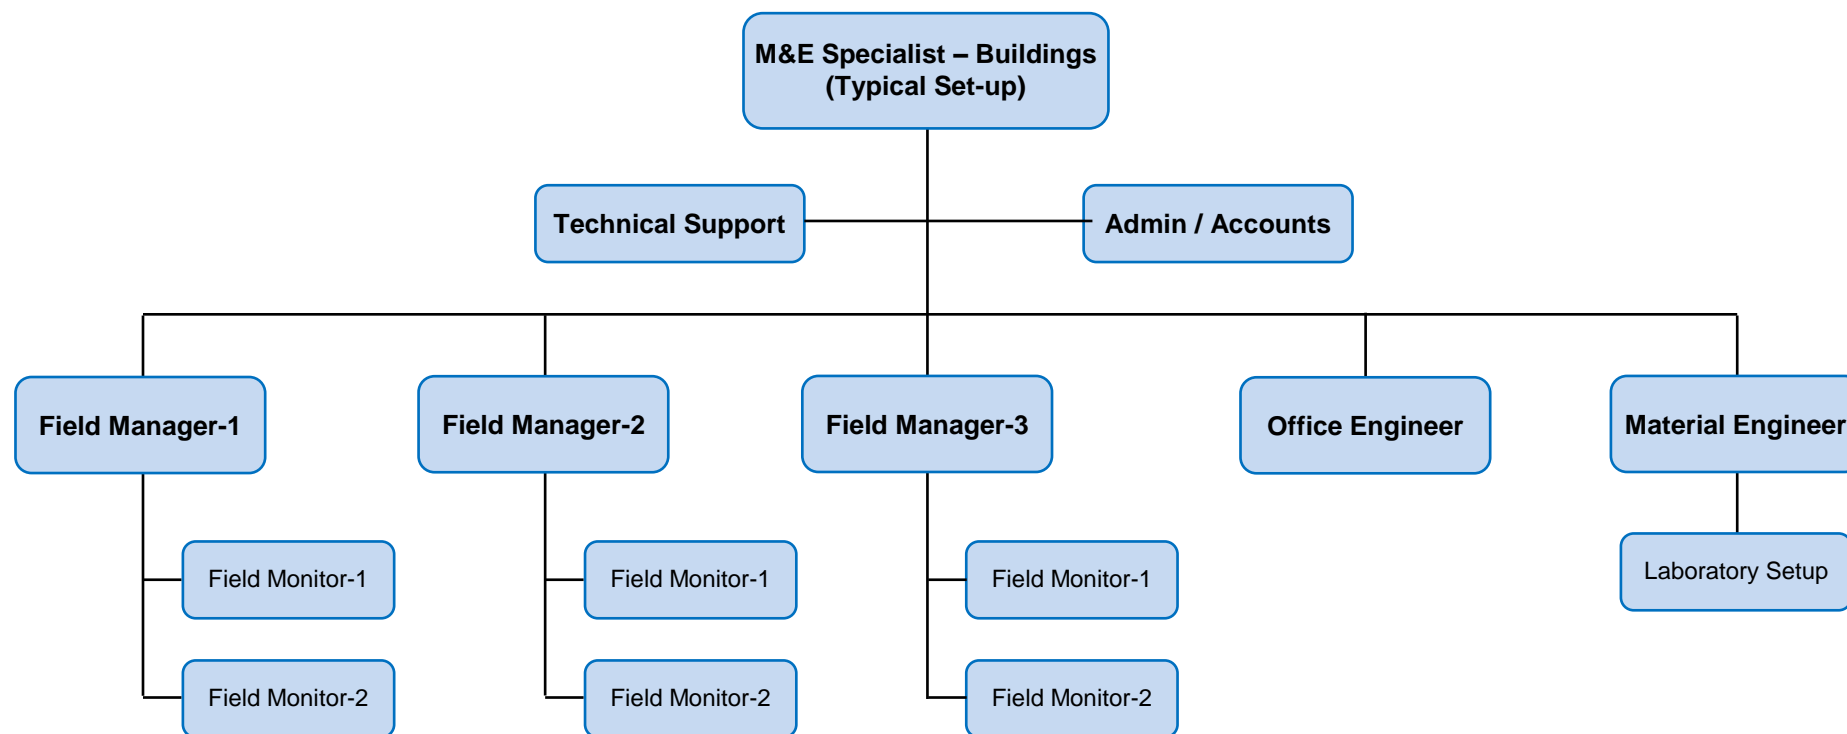 M&E Specialist – Buildings
(Typical Set-up)
Technical Support
Admin / Accounts
Field Manager-1
Field Manager-2
Field Manager-3
Office Engineer
Material Engineer
Field Monitor-1
Field Monitor-1
Field Monitor-1
Laboratory Setup
Field Monitor-2
Field Monitor-2
Field Monitor-2